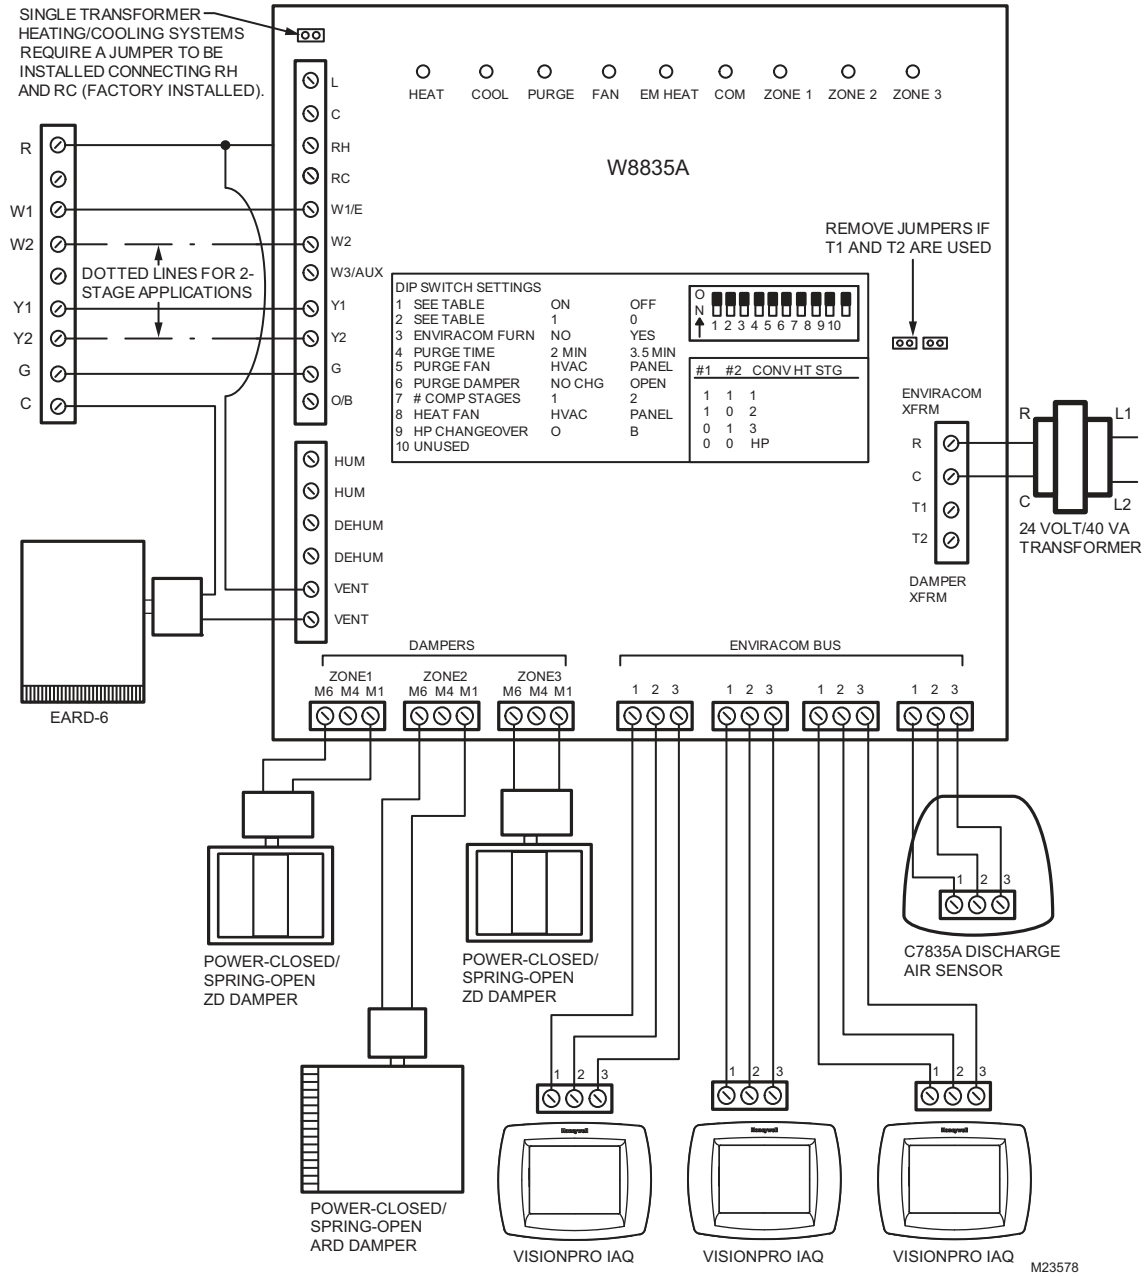 SINGLE TRANSFORMER
HEATING/COOLING SYSTEMS
REQUIRE A JUMPER TO BE
INSTALLED CONNECTING RH
AND RC (FACTORY INSTALLED).
HEAT COOL PURGE FAN EM HEAT COM ZONE 1 ZONE 2 ZONE 3
W8835A
R
W1
W2
Y1
Y2
G
C
DOTTED LINES FOR 2-
STAGE APPLICATIONS
L
C
RH
RC
W1/E
W2
W3/AUX
Y1
Y2
G
O/B
HUM
HUM
DEHUM
DEHUM
VENT
VENT
REMOVE JUMPERS IF
T1 AND T2 ARE USED
DIP SWITCH SETTINGS
1 SEE TABLE ON OFF
2 SEE TABLE 1 0
3 ENVIRACOM FURN NO YES
4 PURGE TIME 2 MIN 3.5 MIN
5 PURGE FAN HVAC PANEL
6 PURGE DAMPER NO CHG OPEN
7 # COMP STAGES 1 2
8 HEAT FAN HVAC PANEL
9 HP CHANGEOVER O B
10 UNUSED
O
N
1 2 3 4 5 6 7 8 9 10
#1 #2 CONV HT STG
1 1 1
1 0 2
0 1 3
0 0 HP
ENVIRACOM
XFRM
R
C
T1
T2
DAMPER
XFRM
R L1
C L2
24 VOLT/40 VA
TRANSFORMER
EARD-6
DAMPERS
ZONE1 ZONE2 ZONE3
M6 M4 M1 M6 M4 M1 M6 M4 M1
ENVIRACOM BUS
1 2 3 1 2 3 1 2 3 1 2 3
1 2 3
C7835A DISCHARGE
AIR SENSOR
POWER-CLOSED/
SPRING-OPEN
ZD DAMPER
POWER-CLOSED/
SPRING-OPEN
ZD DAMPER
POWER-CLOSED/
SPRING-OPEN
ARD DAMPER
1 2 3 1 2 3 1 2 3
Honeywell Honeywell Honeywell
VISIONPRO IAQ VISIONPRO IAQ VISIONPRO IAQ
M23578